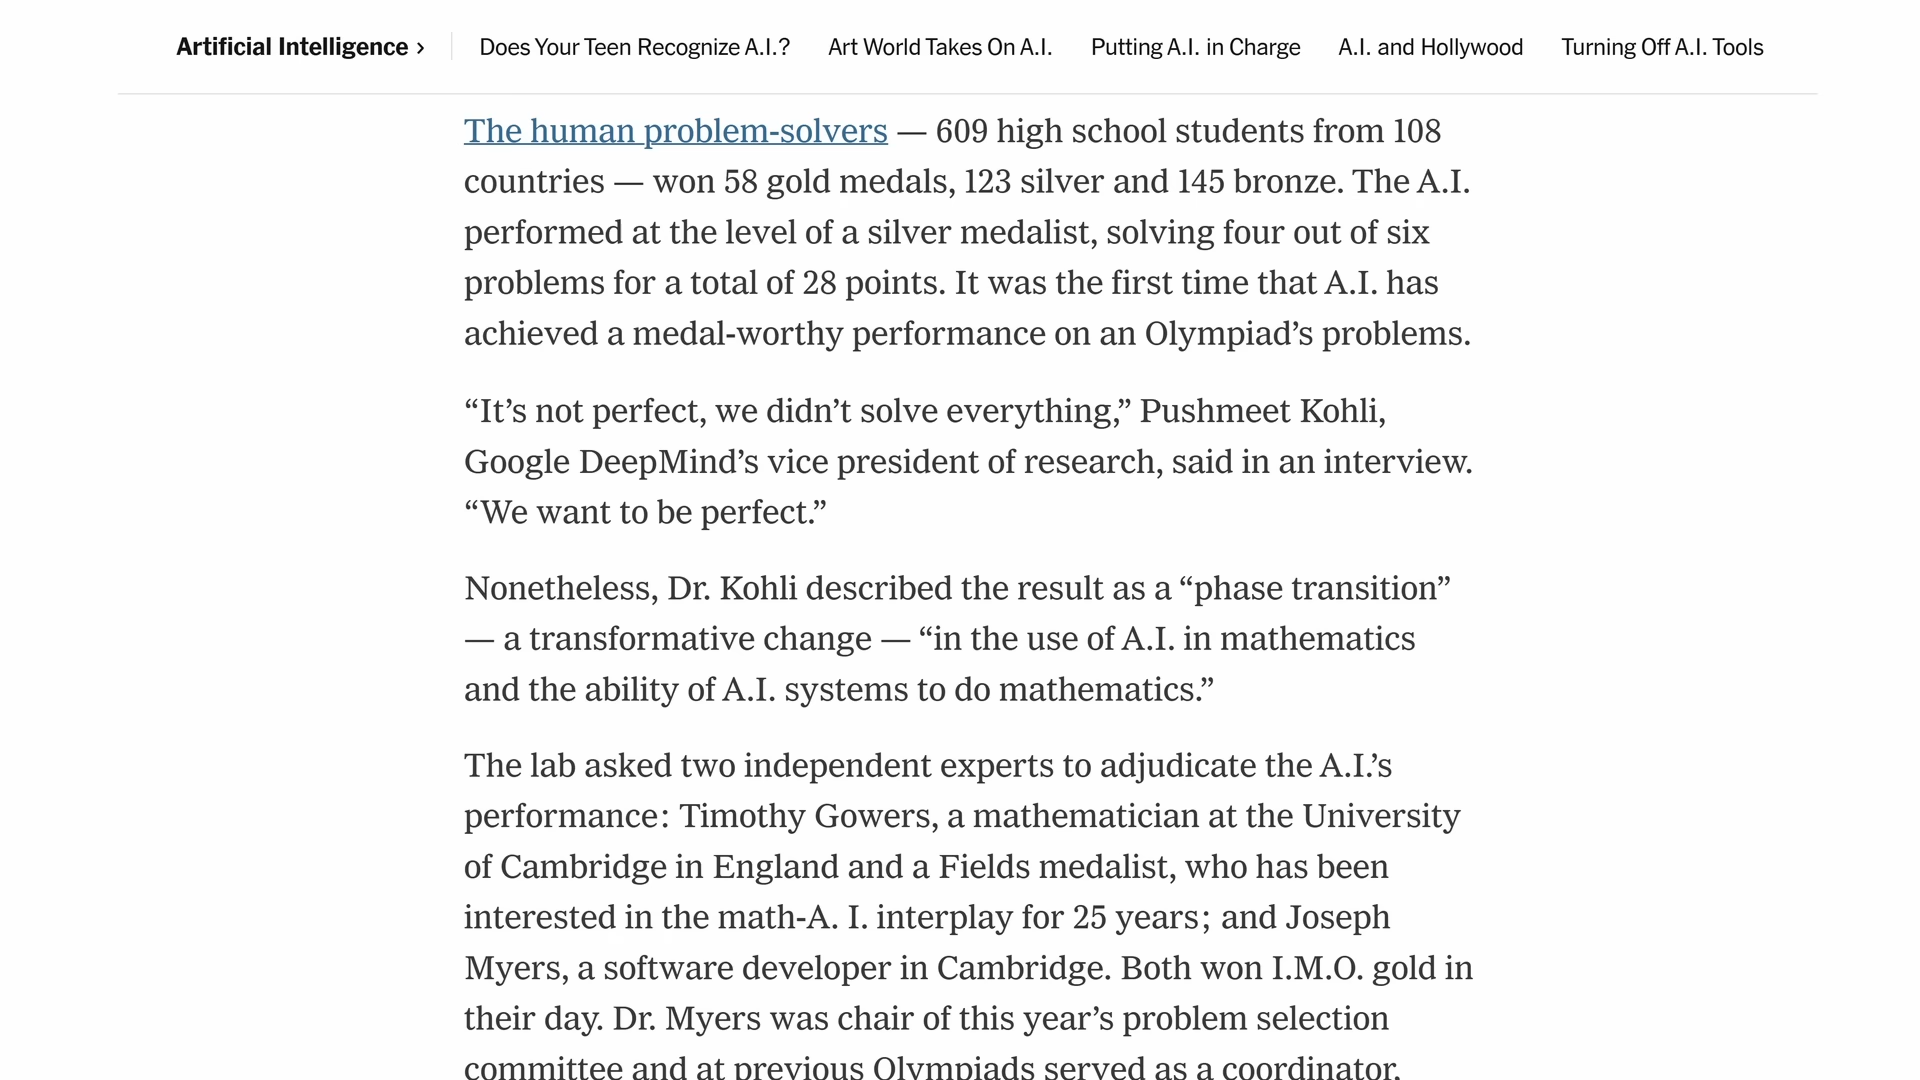 Artificial Intelligence › Does Your Teen Recognize A.I.? Art World Takes On A.I. Putting A.I. in Charge A.I. and Hollywood Turning Off A.I. Tools
The human problem-solvers — 609 high school students from 108
countries — won 58 gold medals, 123 silver and 145 bronze. The A.I.
performed at the level of a silver medalist, solving four out of six
problems for a total of 28 points. It was the first time that A.I. has
achieved a medal-worthy performance on an Olympiad’s problems.
“It’s not perfect, we didn’t solve everything,” Pushmeet Kohli,
Google DeepMind’s vice president of research, said in an interview.
“We want to be perfect.”
Nonetheless, Dr. Kohli described the result as a “phase transition”
— a transformative change — “in the use of A.I. in mathematics
and the ability of A.I. systems to do mathematics.”
The lab asked two independent experts to adjudicate the A.I.’s
performance: Timothy Gowers, a mathematician at the University
of Cambridge in England and a Fields medalist, who has been
interested in the math-A. I. interplay for 25 years; and Joseph
Myers, a software developer in Cambridge. Both won I.M.O. gold in
their day. Dr. Myers was chair of this year’s problem selection
committee and at previous Olympiads served as a coordinator,